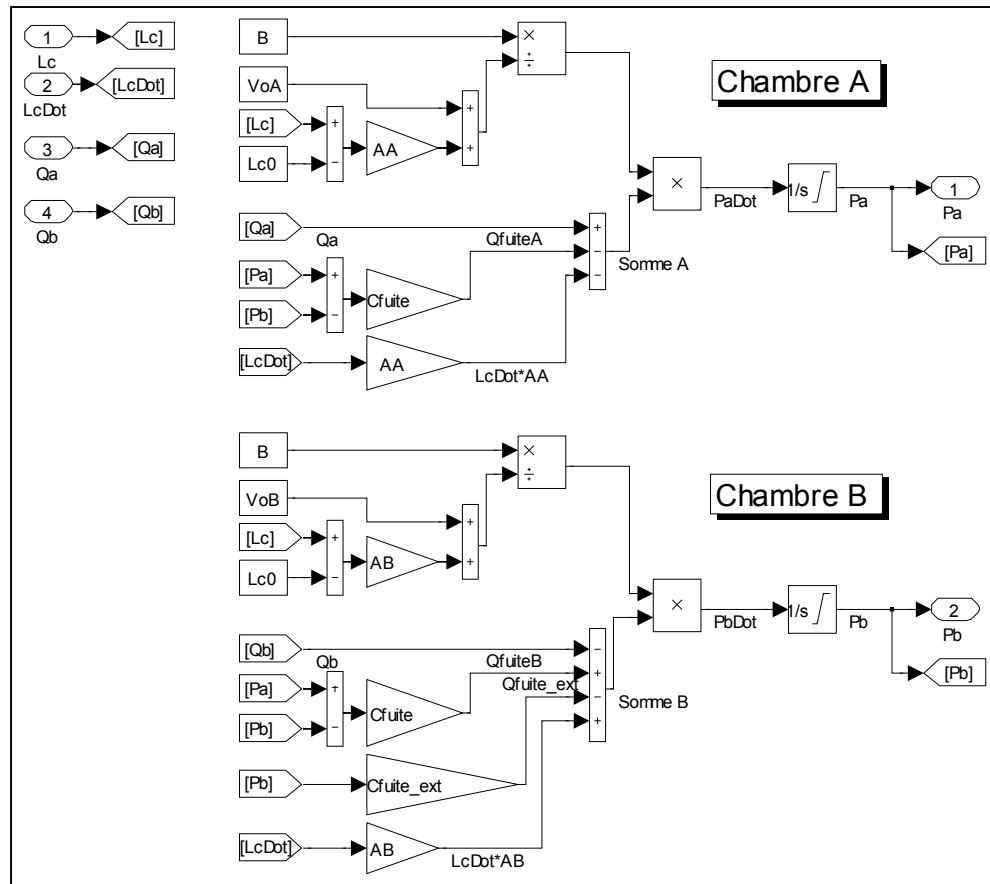 1
[Lc]
Lc
2
[LcDot]
LcDot
3
[Qa]
Qa
4
[Qb]
Qb
Chambre A
B
×
÷
VoA
+
+
[Lc]
+
Lc0
−
AA
×
PaDot
1/s
Pa
1
Pa
[Pa]
[Qa]
Qa
QfuiteA
+
−
−
Somme A
[Pa]
+
[Pb]
−
Cfuite
[LcDot]
AA
LcDot*AA
Chambre B
B
×
÷
VoB
+
+
[Lc]
+
Lc0
−
AB
×
PbDot
1/s
Pb
2
Pb
[Pb]
[Qb]
Qb
QfuiteB
Qfuite_ext
−
+
−
+
Somme B
[Pa]
+
[Pb]
−
Cfuite
[Pb]
Cfuite_ext
[LcDot]
AB
LcDot*AB